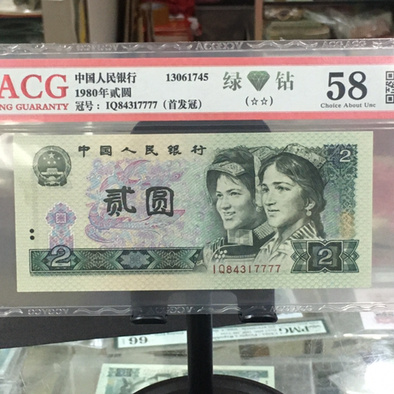 ACG
NG GUARANTY
中国人民银行 13061745
1980年贰圆
冠号：IQ84317777（首发冠）
绿 钻
（☆☆）
58
Choice About Unc
中国人民银行
2
贰圆
2
2
IQ84317777
PMG
66